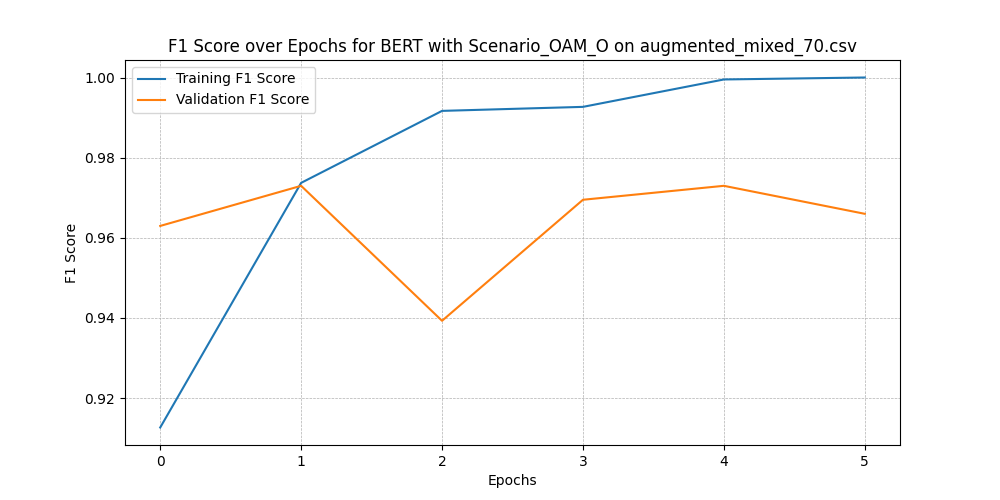 F1 Score over Epochs for BERT with Scenario_OAM_O on augmented_mixed_70.csv
Training F1 Score
Validation F1 Score
F1 Score
1.00
0.98
0.96
0.94
0.92
0 1 2 3 4 5
Epochs